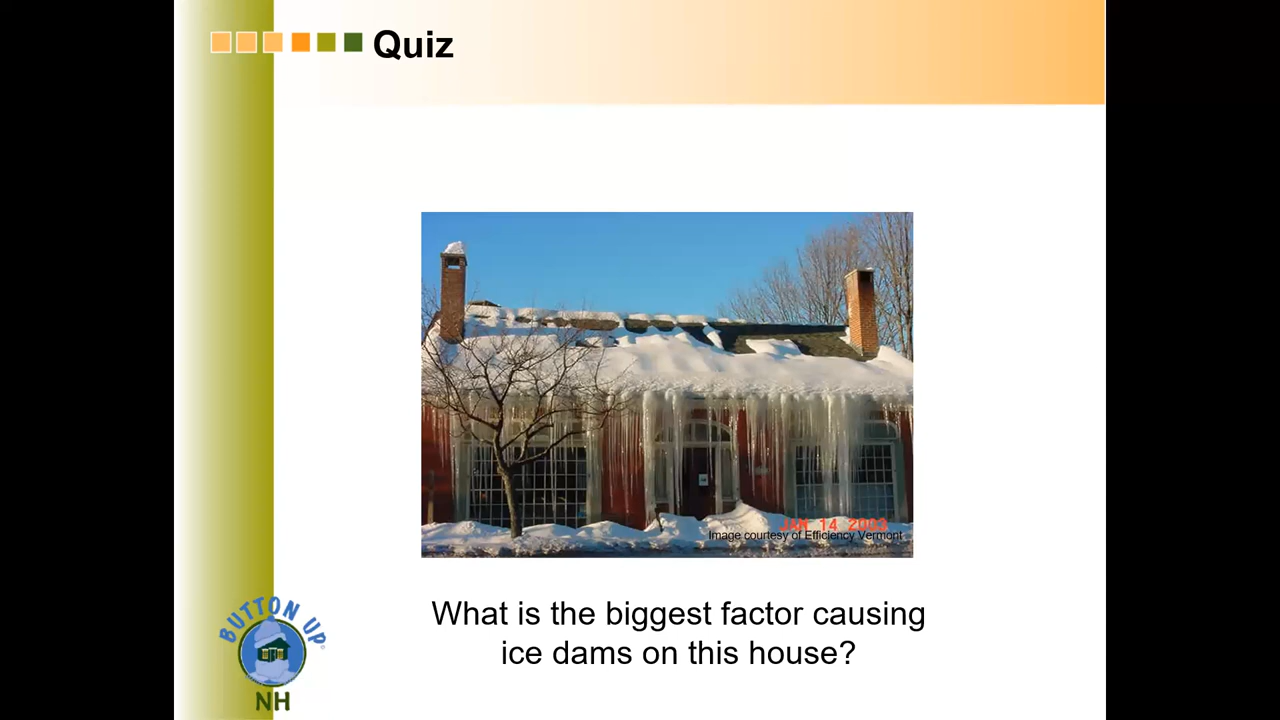 Quiz
JAN 14 2003
Image courtesy of Efficiency Vermont
What is the biggest factor causing
ice dams on this house?
BUTTON UP
NH